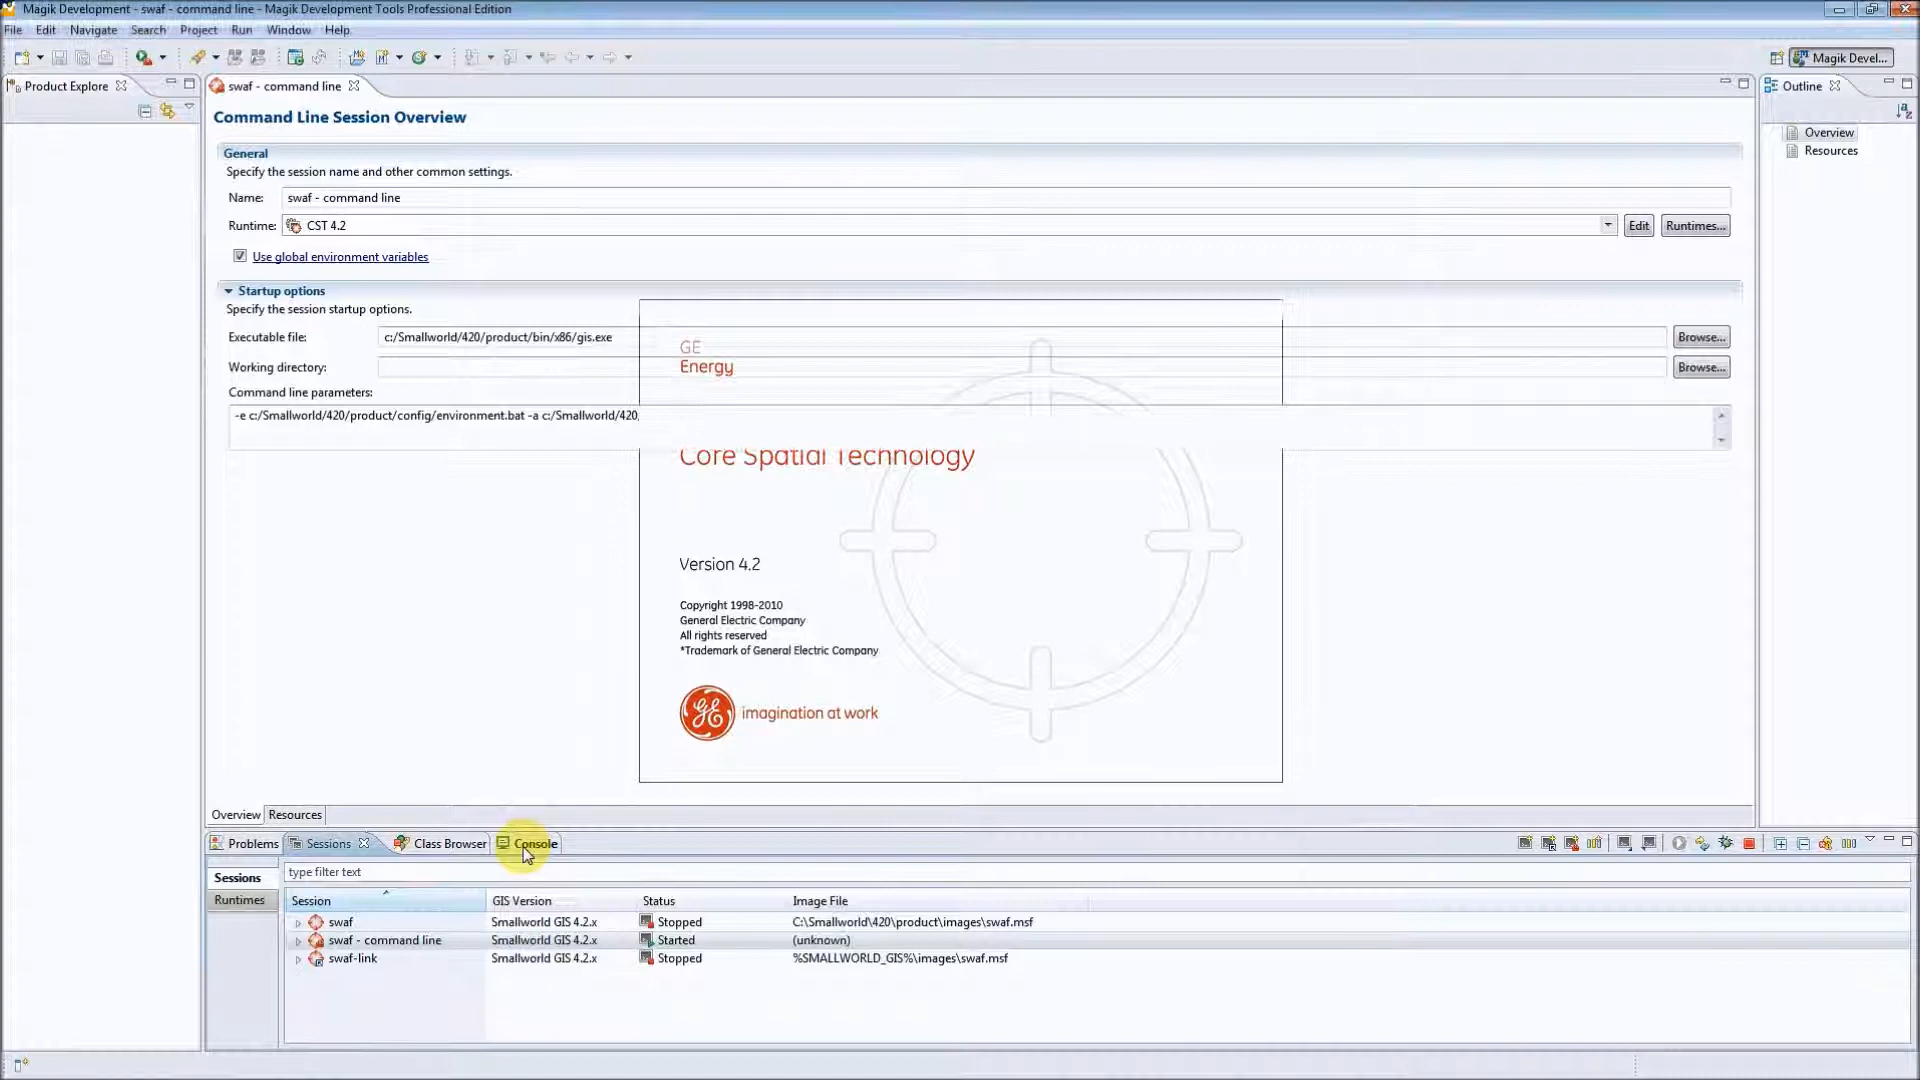 Magik Development - swaf - command line - Magik Development Tools Professional Edition
File Edit Navigate Search Project Run Window Help
Magik Devel...
Product Explore
swaf - command line
Outline
Command Line Session Overview
Overview
Resources
General
Specify the session name and other common settings.
Name: swaf - command line
Runtime: CST 4.2 Edit Runtimes...
Use global environment variables
Startup options
Specify the session startup options.
Executable file: c:/Smallworld/420/product/bin/x86/gis.exe Browse...
Working directory: Browse...
Command line parameters:
-e c:/Smallworld/420/product/config/environment.bat -a c:/Smallworld/420,
GE
Energy
Core Spatial Technology
Version 4.2
Copyright 1998-2010
General Electric Company
All rights reserved
*Trademark of General Electric Company
GE imagination at work
Overview Resources
Problems Sessions Class Browser Console
Sessions
Runtimes
type filter text
Session GIS Version Status Image File
swaf Smallworld GIS 4.2.x Stopped C:\Smallworld\420\product\images\swaf.msf
swaf - command line Smallworld GIS 4.2.x Started (unknown)
swaf-link Smallworld GIS 4.2.x Stopped %SMALLWORLD_GIS%\images\swaf.msf